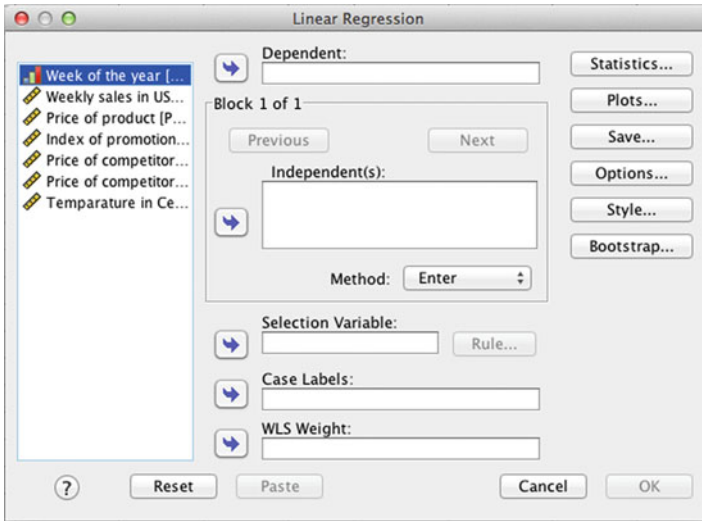 Linear Regression
Week of the year [...
Weekly sales in US...
Price of product [P...
Index of promotion...
Price of competitor...
Price of competitor...
Temparature in Ce...
Dependent:
Block 1 of 1
Previous
Next
Independent(s):
Method:
Enter
Selection Variable:
Rule...
Case Labels:
WLS Weight:
Statistics...
Plots...
Save...
Options...
Style...
Bootstrap...
?
Reset
Paste
Cancel
OK